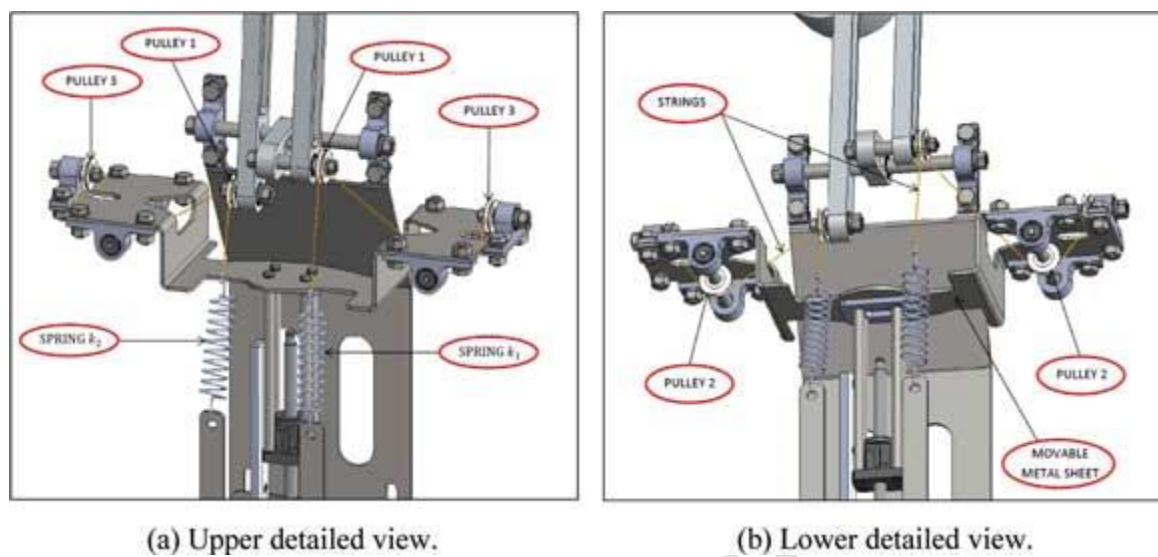 PULLEY 1
PULLEY 1
PULLEY 3
PULLEY 3
SPRING k₂
SPRING k₁
STRINGS
PULLEY 2
PULLEY 2
MOVABLE
METAL SHEET
(a) Upper detailed view.
(b) Lower detailed view.